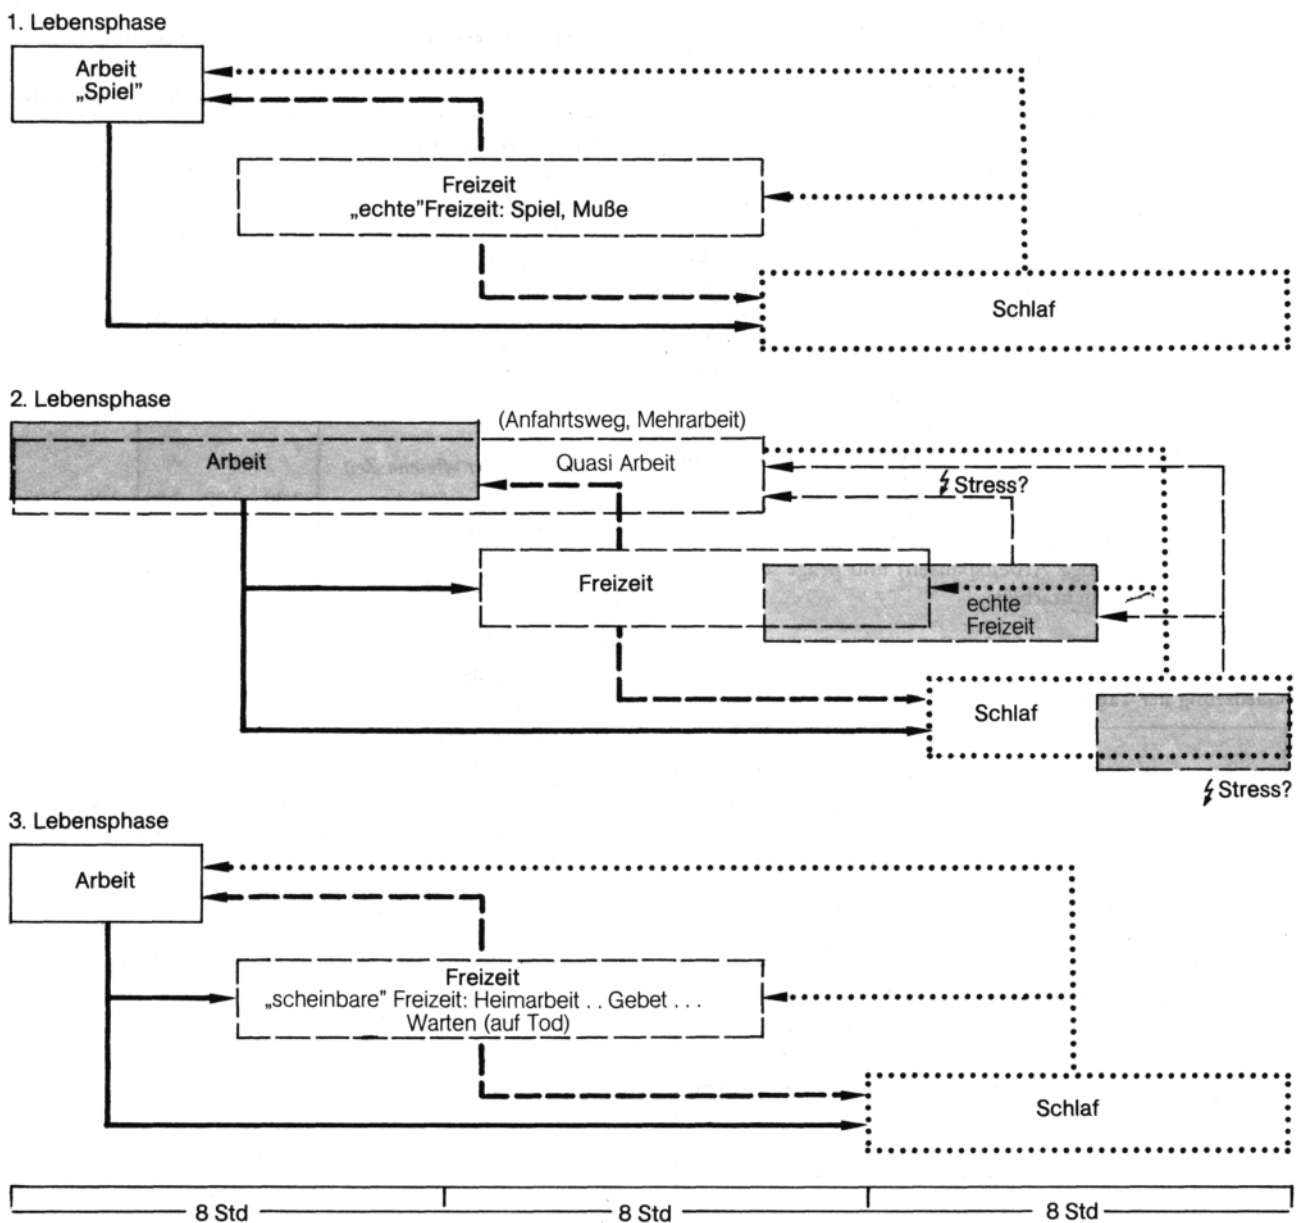 1. Lebensphase
Arbeit
„Spiel”
Freizeit
„echte”Freizeit: Spiel, Muße
Schlaf
2. Lebensphase
(Anfahrtsweg, Mehrarbeit)
Arbeit
Quasi Arbeit
Stress?
Freizeit
echte
Freizeit
Schlaf
Stress?
3. Lebensphase
Arbeit
Freizeit
„scheinbare” Freizeit: Heimarbeit . . Gebet . . .
Warten (auf Tod)
Schlaf
8 Std
8 Std
8 Std